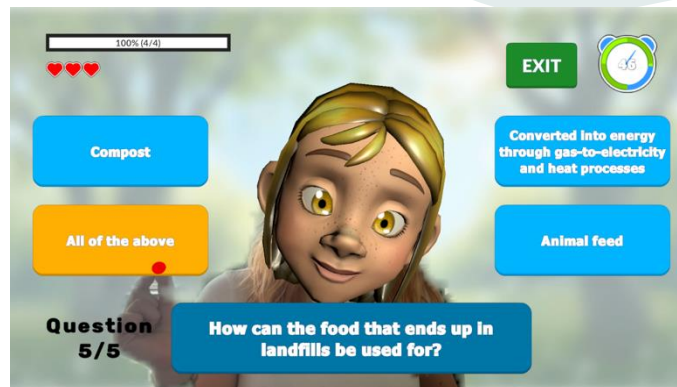 100% (4/4)
EXIT
46
Compost
Converted into energy
through gas-to-electricity
and heat processes
All of the above
Animal feed
Question
5/5
How can the food that ends up in
landfills be used for?